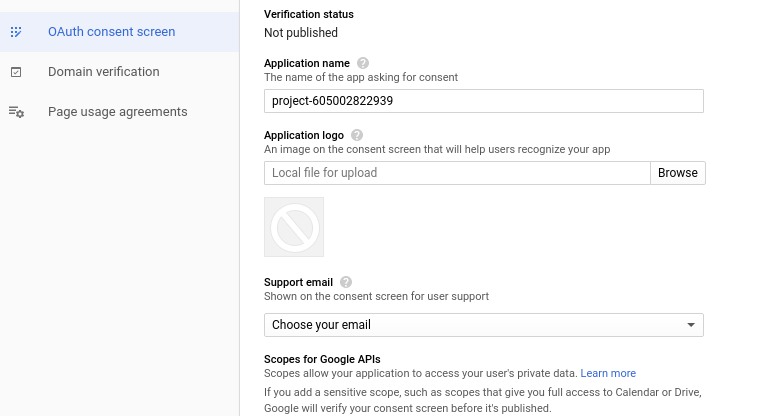 OAuth consent screen
Domain verification
Page usage agreements
Verification status
Not published
Application name ?
The name of the app asking for consent
project-605002822939
Application logo ?
An image on the consent screen that will help users recognize your app
Local file for upload
Browse
Support email ?
Shown on the consent screen for user support
Choose your email
Scopes for Google APIs
Scopes allow your application to access your user's private data. Learn more
If you add a sensitive scope, such as scopes that give you full access to Calendar or Drive,
Google will verify your consent screen before it's published.